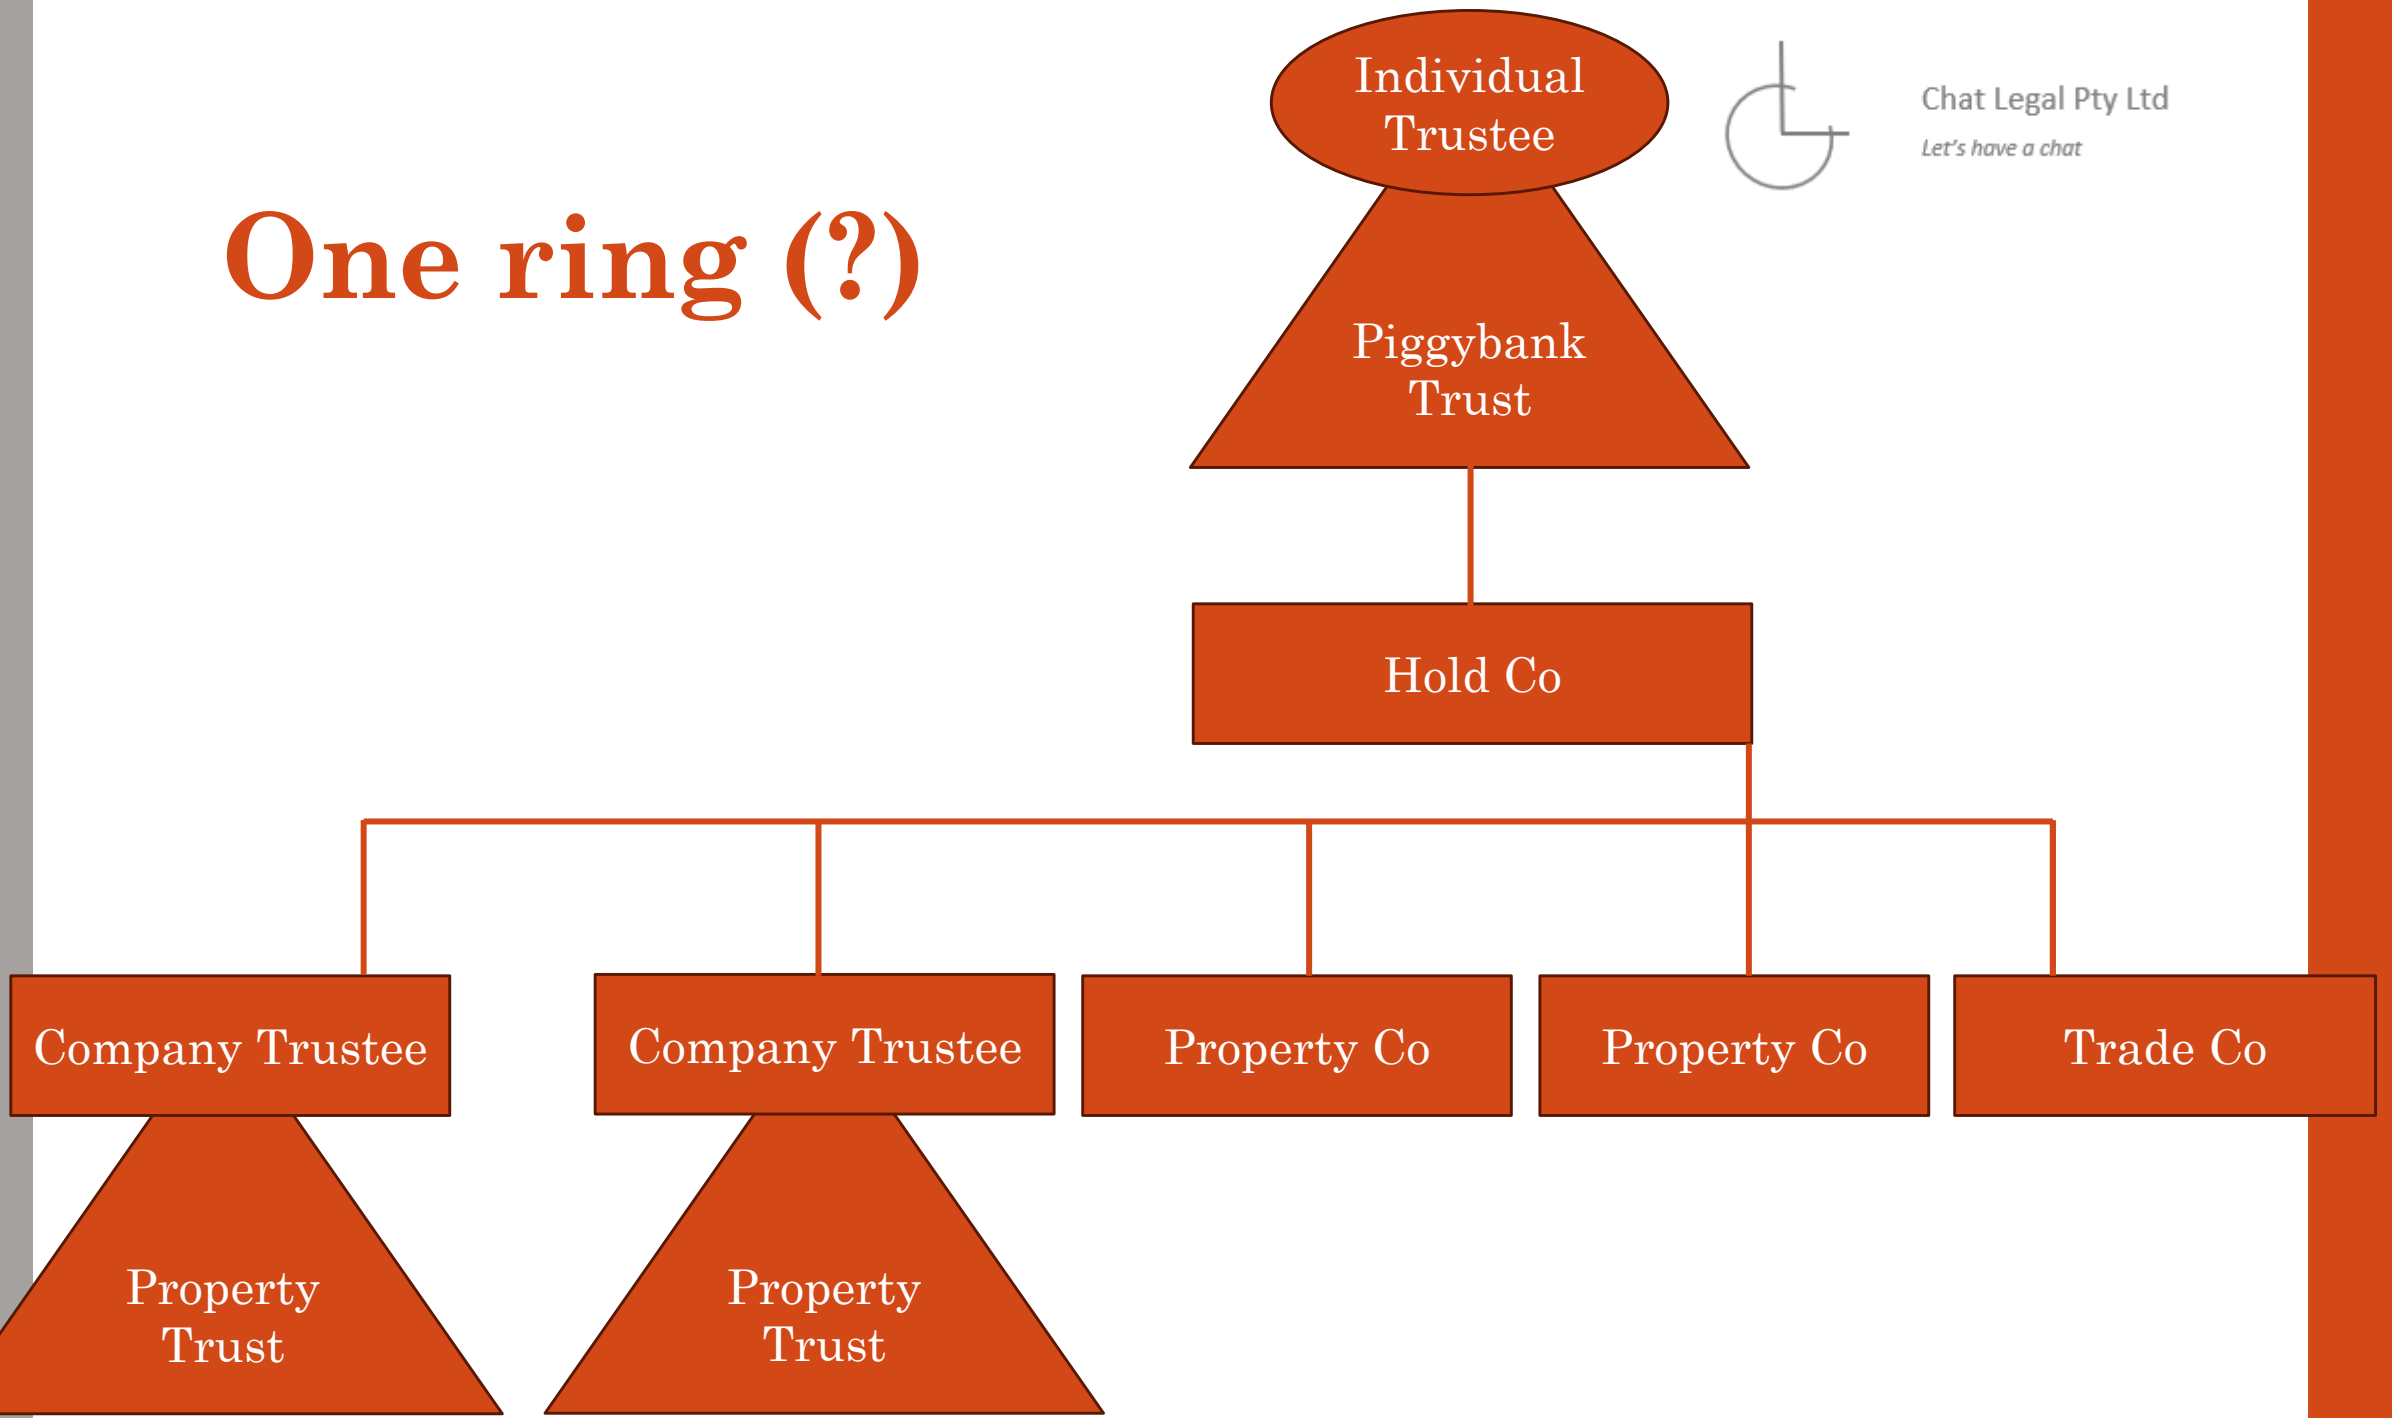 Individual
Trustee
Chat Legal Pty Ltd
Let's have a chat
One ring (?)
Piggybank
Trust
Hold Co
Company Trustee
Company Trustee
Property Co
Property Co
Trade Co
Property
Trust
Property
Trust